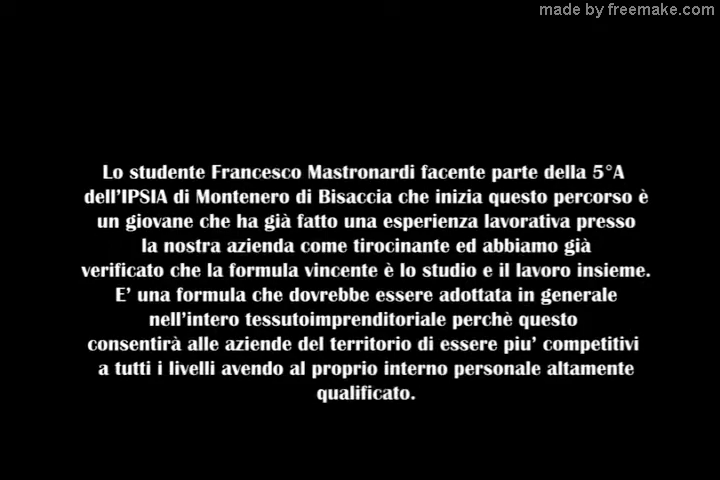 made by freemake.com
Lo studente Francesco Mastronardi facente parte della 5°A
dell’IPSIA di Montenero di Bisaccia che inizia questo percorso è
un giovane che ha già fatto una esperienza lavorativa presso
la nostra azienda come tirocinante ed abbiamo già
verificato che la formula vincente è lo studio e il lavoro insieme.
E’ una formula che dovrebbe essere adottata in generale
nell’intero tessutoimprenditoriale perchè questo
consentirà alle aziende del territorio di essere piu’ competitivi
a tutti i livelli avendo al proprio interno personale altamente
qualificato.